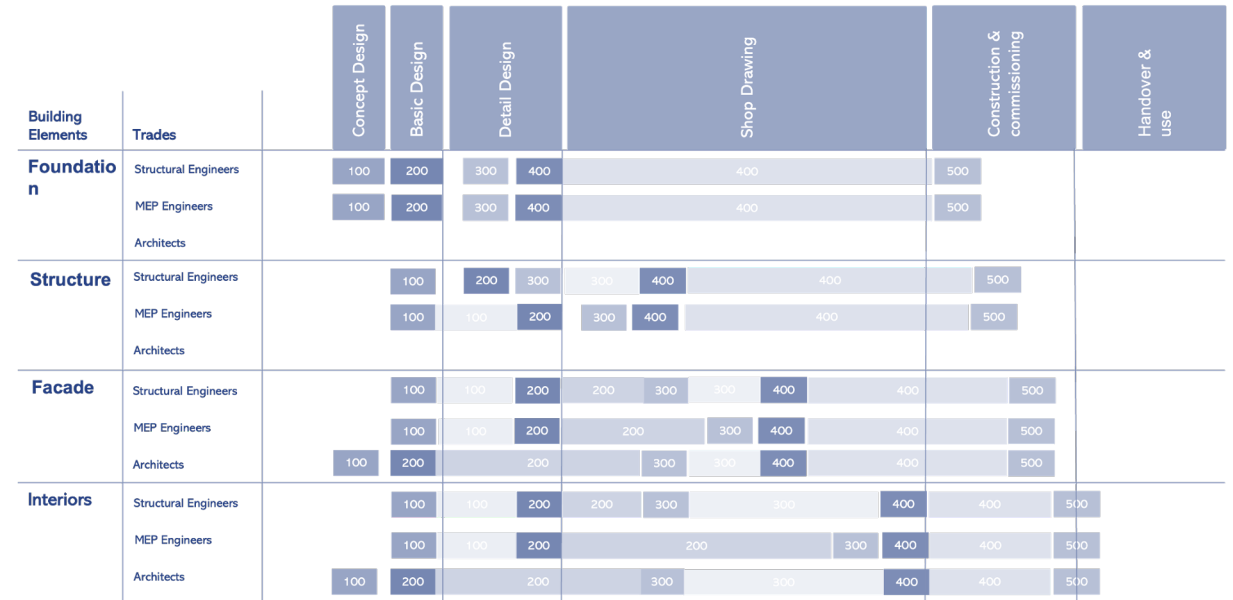 Concept Design
Basic Design
Detail Design
Shop Drawing
Construction &
commissioning
Handover &
use
Building
Elements
Trades
Foundatio
n
Structural Engineers
100 200 300 400 400 500
MEP Engineers
100 200 300 400 400 500
Architects
Structure
Structural Engineers
100 200 300 300 400 400 500
MEP Engineers
100 100 200 300 400 400 500
Architects
Facade
Structural Engineers
100 100 200 200 300 300 400 400 500
MEP Engineers
100 100 200 200 300 400 400 500
Architects
100 200 200 300 300 400 400 500
Interiors
Structural Engineers
100 100 200 200 300 300 400 400 500
MEP Engineers
100 100 200 200 300 400 400 500
Architects
100 200 200 300 300 400 400 500